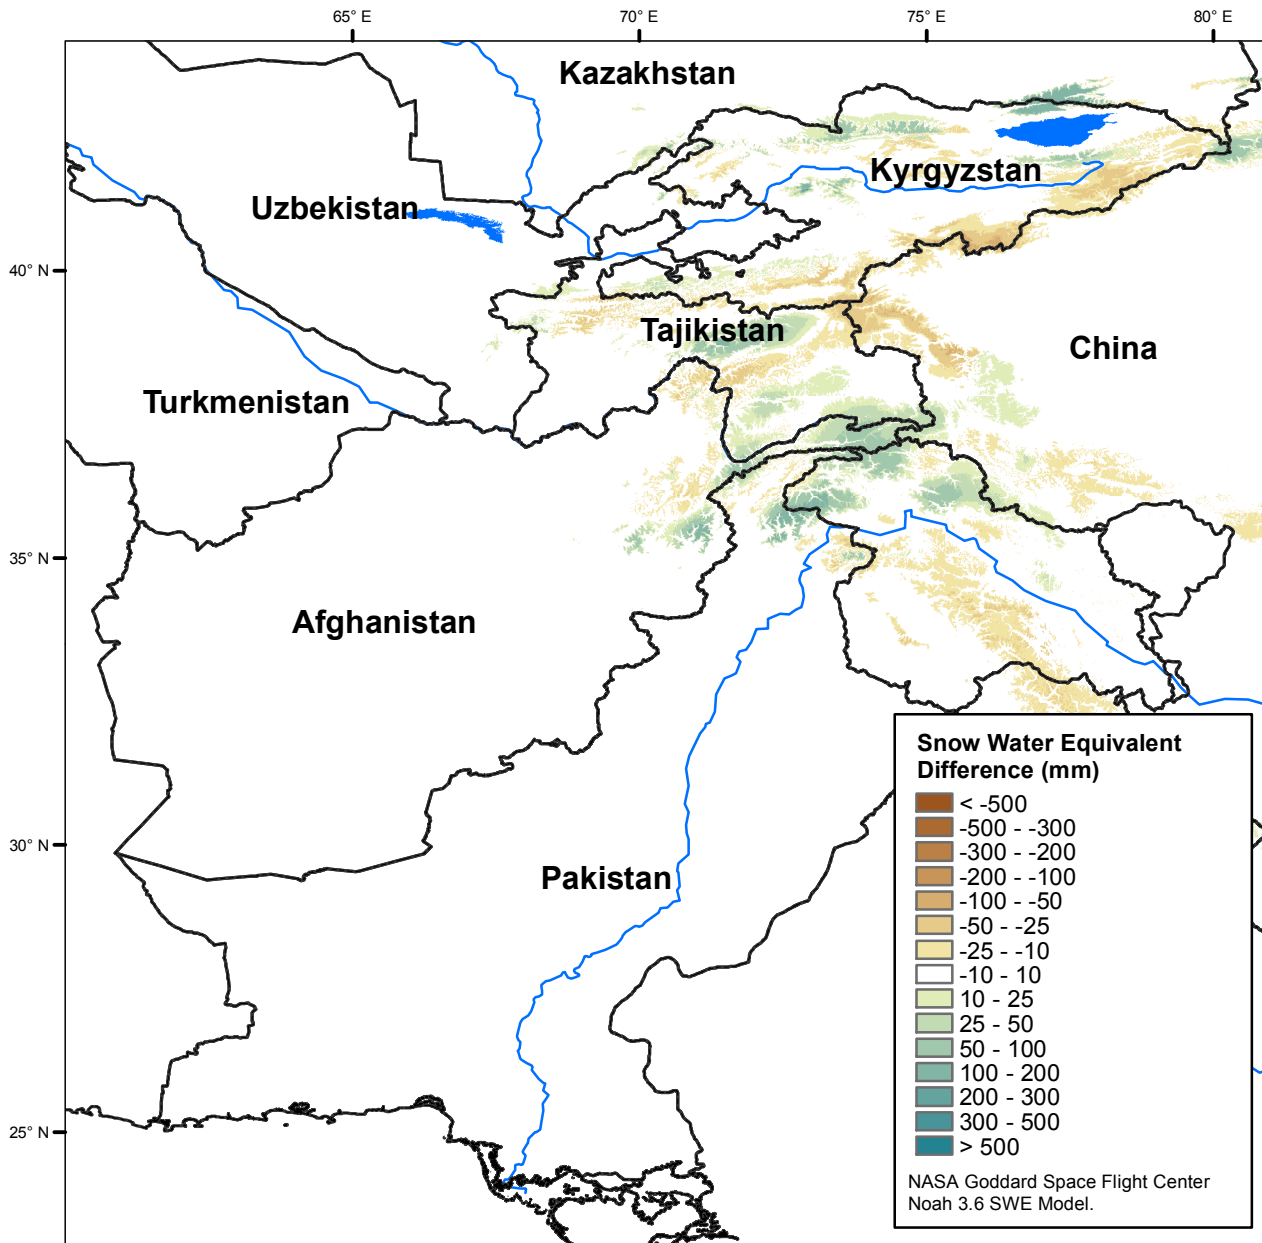 65° E
70° E
75° E
80° E
Kazakhstan
Kyrgyzstan
Uzbekistan
40° N
Tajikistan
China
Turkmenistan
35° N
Afghanistan
Snow Water Equivalent
Difference (mm)
< -500
-500 - -300
-300 - -200
-200 - -100
-100 - -50
-50 - -25
-25 - -10
-10 - 10
10 - 25
25 - 50
50 - 100
100 - 200
200 - 300
300 - 500
> 500
NASA Goddard Space Flight Center
Noah 3.6 SWE Model.
30° N
Pakistan
25° N